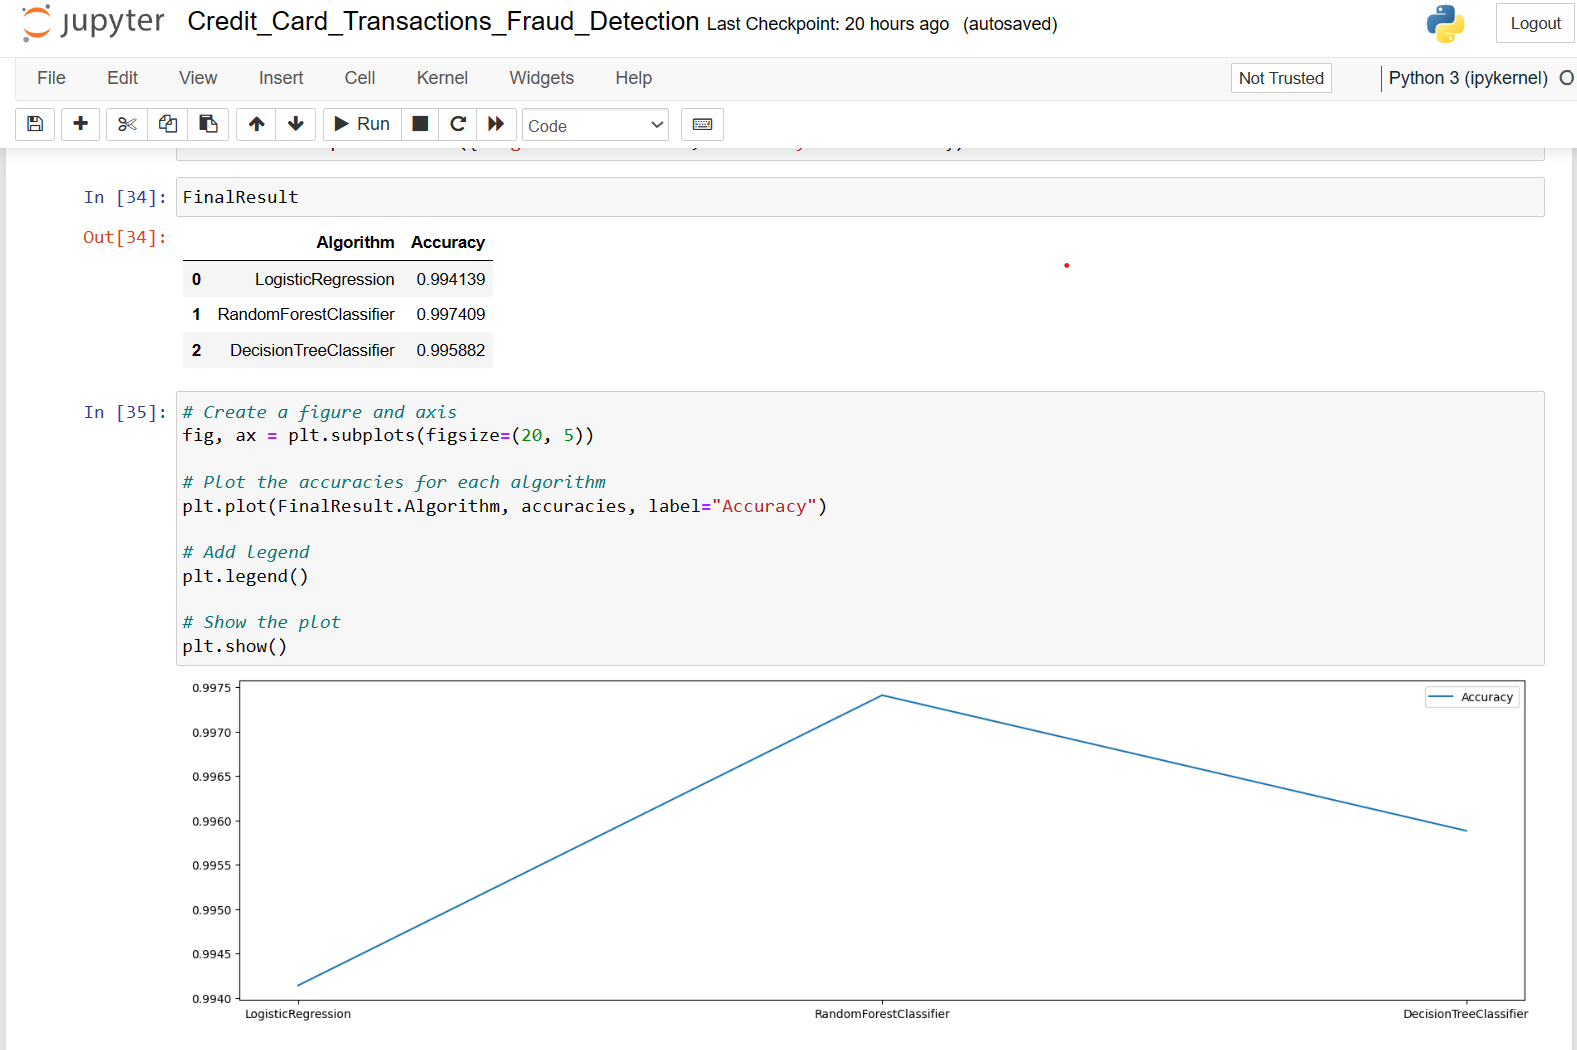 jupyter Credit_Card_Transactions_Fraud_Detection Last Checkpoint: 20 hours ago (autosaved) Logout
File Edit View Insert Cell Kernel Widgets Help Not Trusted Python 3 (ipykernel)
Run Code
In [34]: FinalResult
Out[34]:
Algorithm Accuracy
0 LogisticRegression 0.994139
1 RandomForestClassifier 0.997409
2 DecisionTreeClassifier 0.995882
In [35]: # Create a figure and axis
fig, ax = plt.subplots(figsize=(20, 5))
# Plot the accuracies for each algorithm
plt.plot(FinalResult.Algorithm, accuracies, label="Accuracy")
# Add legend
plt.legend()
# Show the plot
plt.show()
0.9975
Accuracy
0.9970
0.9965
0.9960
0.9955
0.9950
0.9945
0.9940
LogisticRegression RandomForestClassifier DecisionTreeClassifier